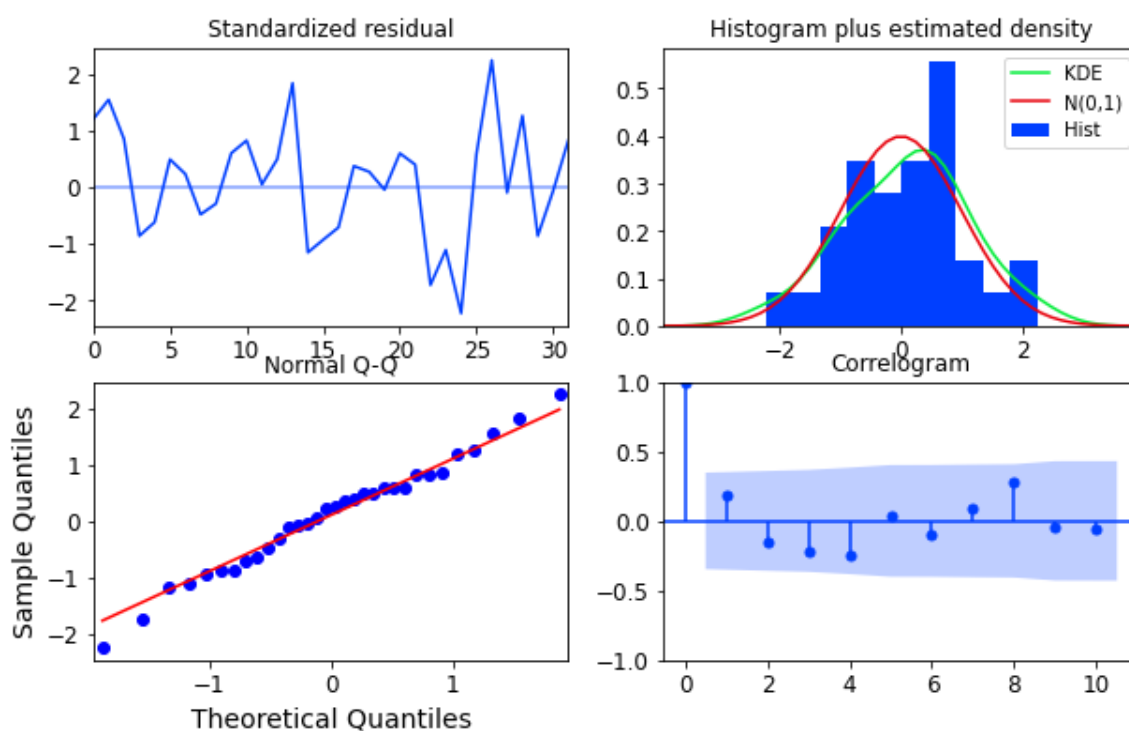 Standardized residual
2
1
0
−1
−2
0 5 10 15 20 25 30
Histogram plus estimated density
0.5
0.4
0.3
0.2
0.1
0.0
−2 0 2
KDE
N(0,1)
Hist
Normal Q-Q
Sample Quantiles
2
1
0
−1
−2
−1 0 1
Theoretical Quantiles
Correlogram
1.0
0.5
0.0
−0.5
−1.0
0 2 4 6 8 10